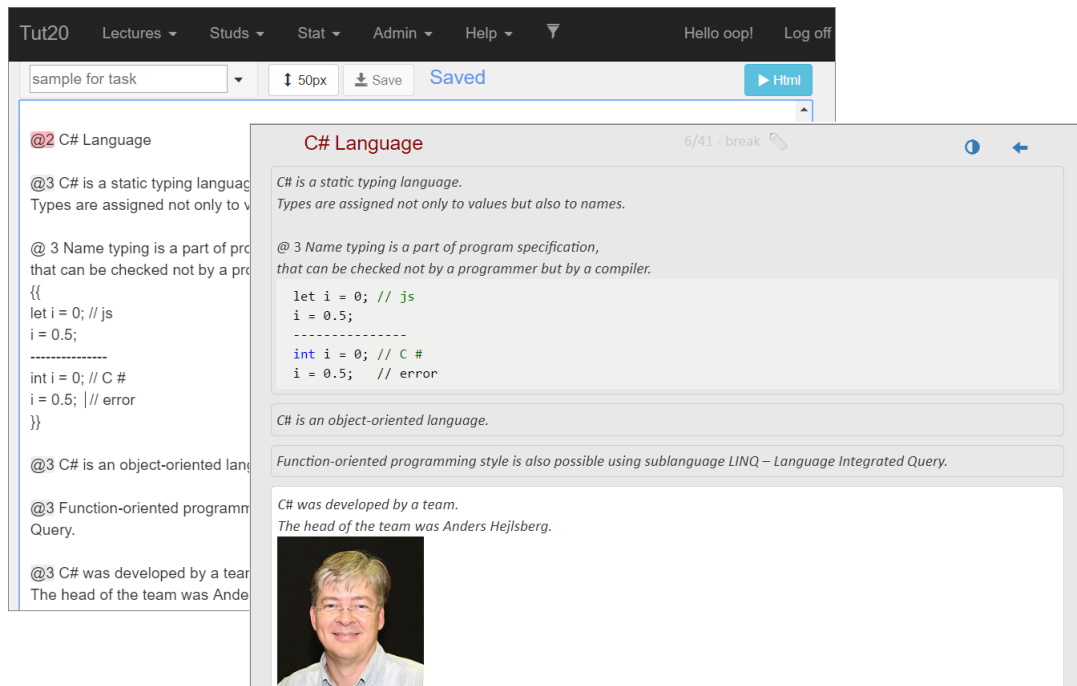 Tut20 Lectures Studs Stat Admin Help Hello oop! Log off
sample for task 50px Save Saved Html
@2 C# Language
@3 C# is a static typing languag
Types are assigned not only to v
@ 3 Name typing is a part of pro
that can be checked not by a pro
{{
let i = 0; // js
i = 0.5;
---------------
int i = 0; // C #
i = 0.5; // error
}}
@3 C# is an object-oriented lang
@3 Function-oriented programm
Query.
@3 C# was developed by a tear
The head of the team was Ande
C# Language 6/41 - break
C# is a static typing language.
Types are assigned not only to values but also to names.
@ 3 Name typing is a part of program specification,
that can be checked not by a programmer but by a compiler.
let i = 0; // js
i = 0.5;
---------------
int i = 0; // C #
i = 0.5; // error
C# is an object-oriented language.
Function-oriented programming style is also possible using sublanguage LINQ – Language Integrated Query.
C# was developed by a team.
The head of the team was Anders Hejlsberg.